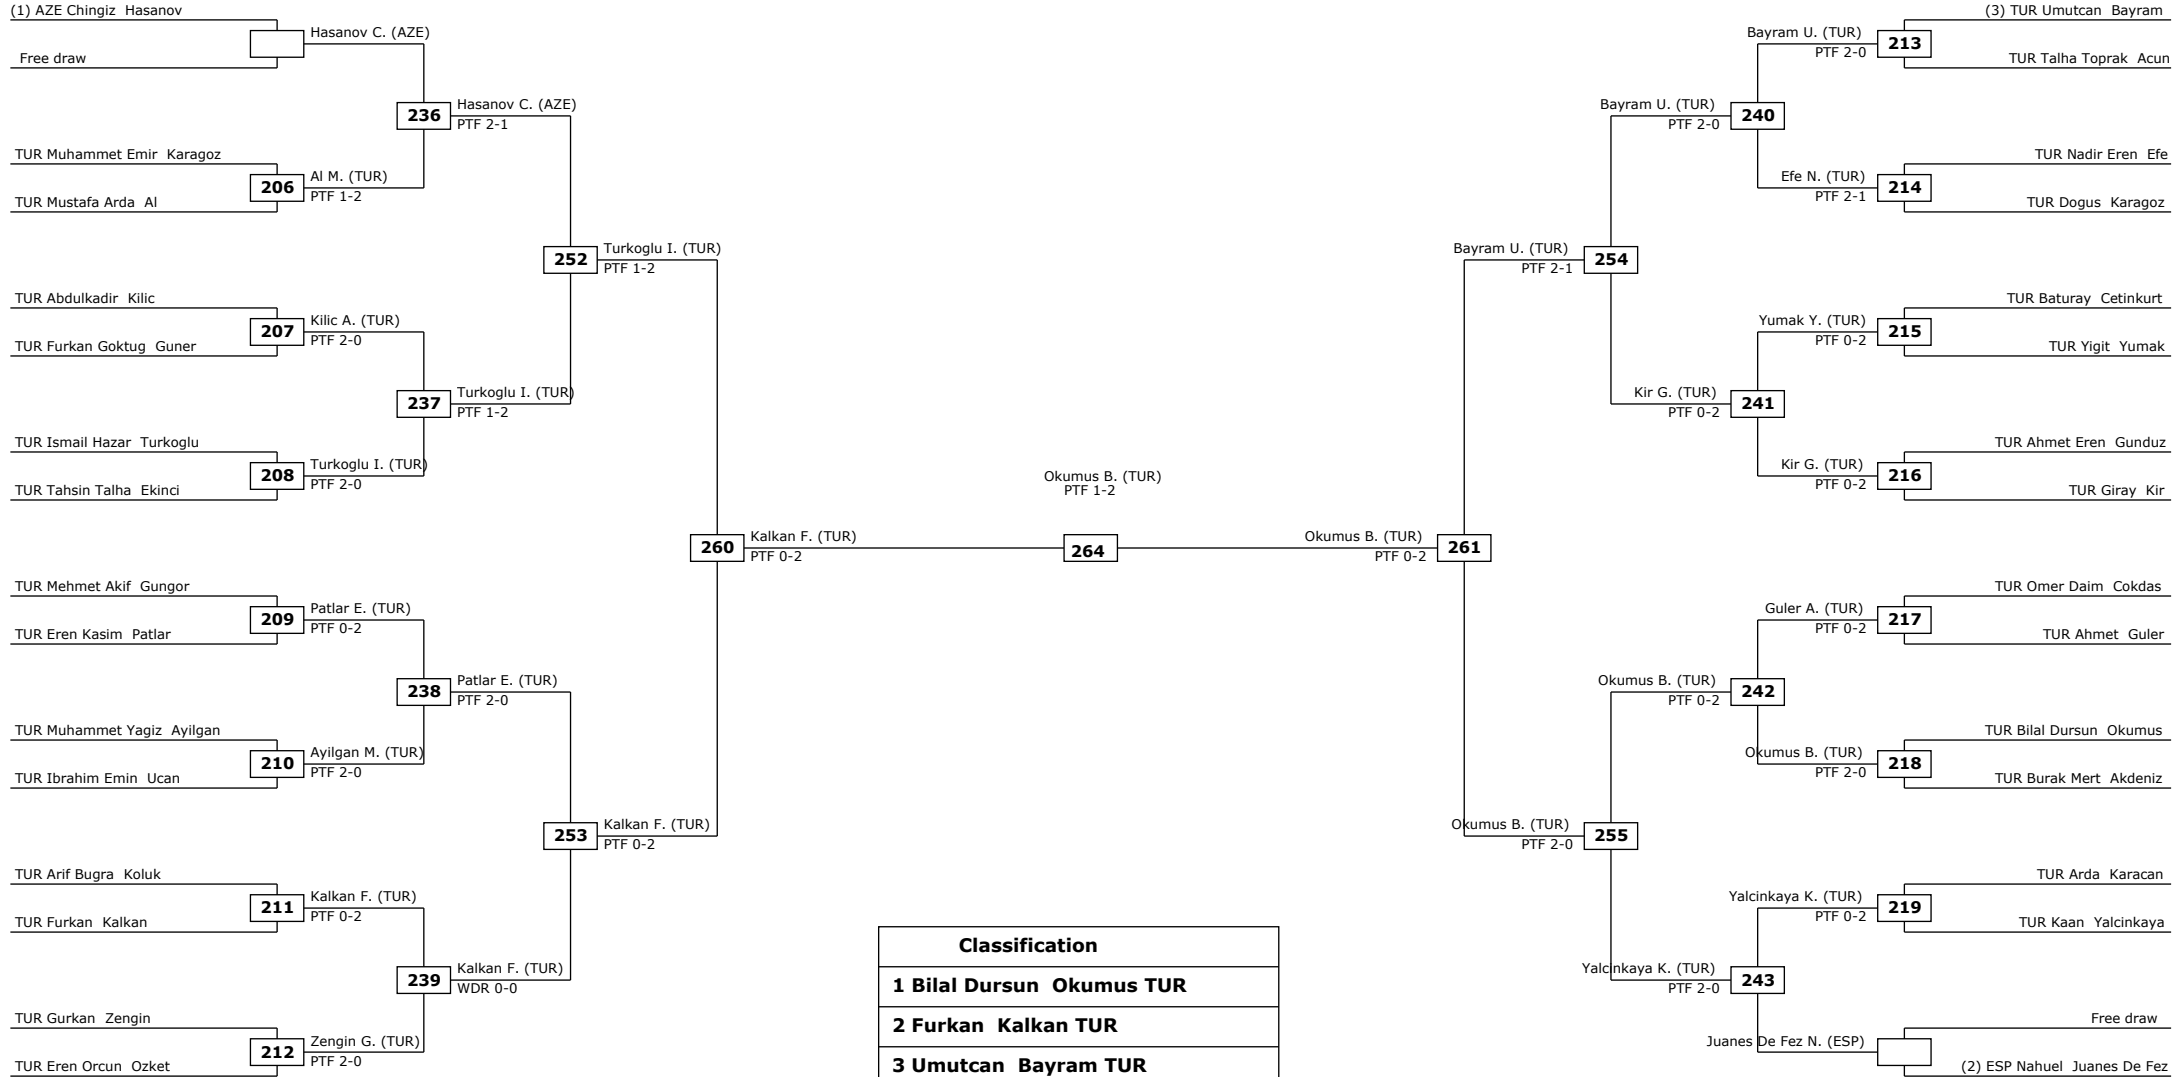 (1) AZE Chingiz Hasanov
Free draw
Hasanov C. (AZE)
236
Hasanov C. (AZE)
PTF 2-1
TUR Muhammet Emir Karagoz
TUR Mustafa Arda Al
206
Al M. (TUR)
PTF 1-2
252
Turkoglu I. (TUR)
PTF 1-2
TUR Abdulkadir Kilic
TUR Furkan Goktug Guner
207
Kilic A. (TUR)
PTF 2-0
237
Turkoglu I. (TUR)
PTF 1-2
TUR Ismail Hazar Turkoglu
TUR Tahsin Talha Ekinci
208
Turkoglu I. (TUR)
PTF 2-0
260
Kalkan F. (TUR)
PTF 0-2
TUR Mehmet Akif Gungor
TUR Eren Kasim Patlar
209
Patlar E. (TUR)
PTF 0-2
238
Patlar E. (TUR)
PTF 2-0
TUR Muhammet Yagiz Ayilgan
TUR Ibrahim Emin Ucan
210
Ayilgan M. (TUR)
PTF 2-0
253
Kalkan F. (TUR)
PTF 0-2
TUR Arif Bugra Koluk
TUR Furkan Kalkan
211
Kalkan F. (TUR)
PTF 0-2
239
Kalkan F. (TUR)
WDR 0-0
TUR Gurkan Zengin
TUR Eren Orcun Ozket
212
Zengin G. (TUR)
PTF 2-0
Okumus B. (TUR)
PTF 1-2
264
Classification
1 Bilal Dursun Okumus TUR
2 Furkan Kalkan TUR
3 Umutcan Bayram TUR
(3) TUR Umutcan Bayram
TUR Talha Toprak Acun
213
Bayram U. (TUR)
PTF 2-0
240
Bayram U. (TUR)
PTF 2-0
TUR Nadir Eren Efe
TUR Dogus Karagoz
214
Efe N. (TUR)
PTF 2-1
254
Bayram U. (TUR)
PTF 2-1
TUR Baturay Cetinkurt
TUR Yigit Yumak
215
Yumak Y. (TUR)
PTF 0-2
241
Kir G. (TUR)
PTF 0-2
TUR Ahmet Eren Gunduz
TUR Giray Kir
216
Kir G. (TUR)
PTF 0-2
261
Okumus B. (TUR)
PTF 0-2
TUR Omer Daim Cokdas
TUR Ahmet Guler
217
Guler A. (TUR)
PTF 0-2
242
Okumus B. (TUR)
PTF 0-2
TUR Bilal Dursun Okumus
TUR Burak Mert Akdeniz
218
Okumus B. (TUR)
PTF 2-0
255
Okumus B. (TUR)
PTF 2-0
TUR Arda Karacan
TUR Kaan Yalcinkaya
219
Yalcinkaya K. (TUR)
PTF 0-2
243
Yalcinkaya K. (TUR)
PTF 2-0
Free draw
(2) ESP Nahuel Juanes De Fez
Juanes De Fez N. (ESP)